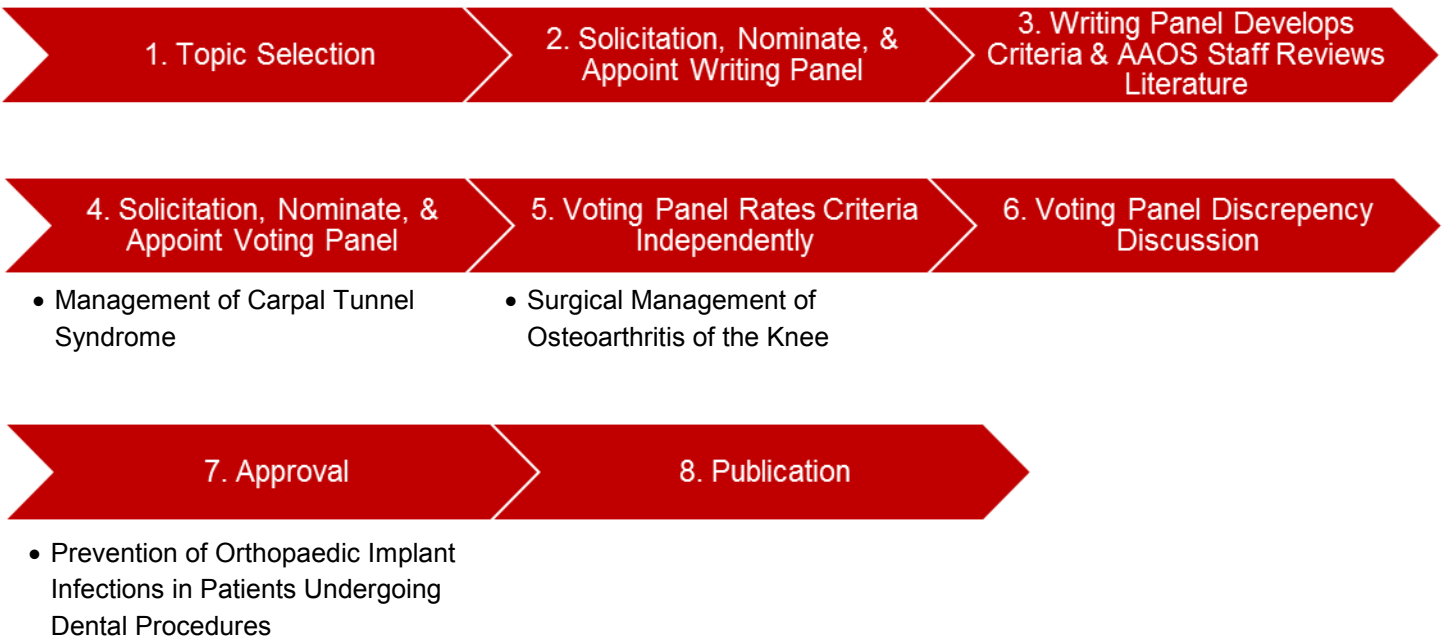 1. Topic Selection
2. Solicitation, Nominate, &
Appoint Writing Panel
3. Writing Panel Develops
Criteria & AAOS Staff Reviews
Literature
4. Solicitation, Nominate, &
Appoint Voting Panel
5. Voting Panel Rates Criteria
Independently
6. Voting Panel Discrepency
Discussion
• Management of Carpal Tunnel
Syndrome
• Surgical Management of
Osteoarthritis of the Knee
7. Approval
8. Publication
• Prevention of Orthopaedic Implant
Infections in Patients Undergoing
Dental Procedures